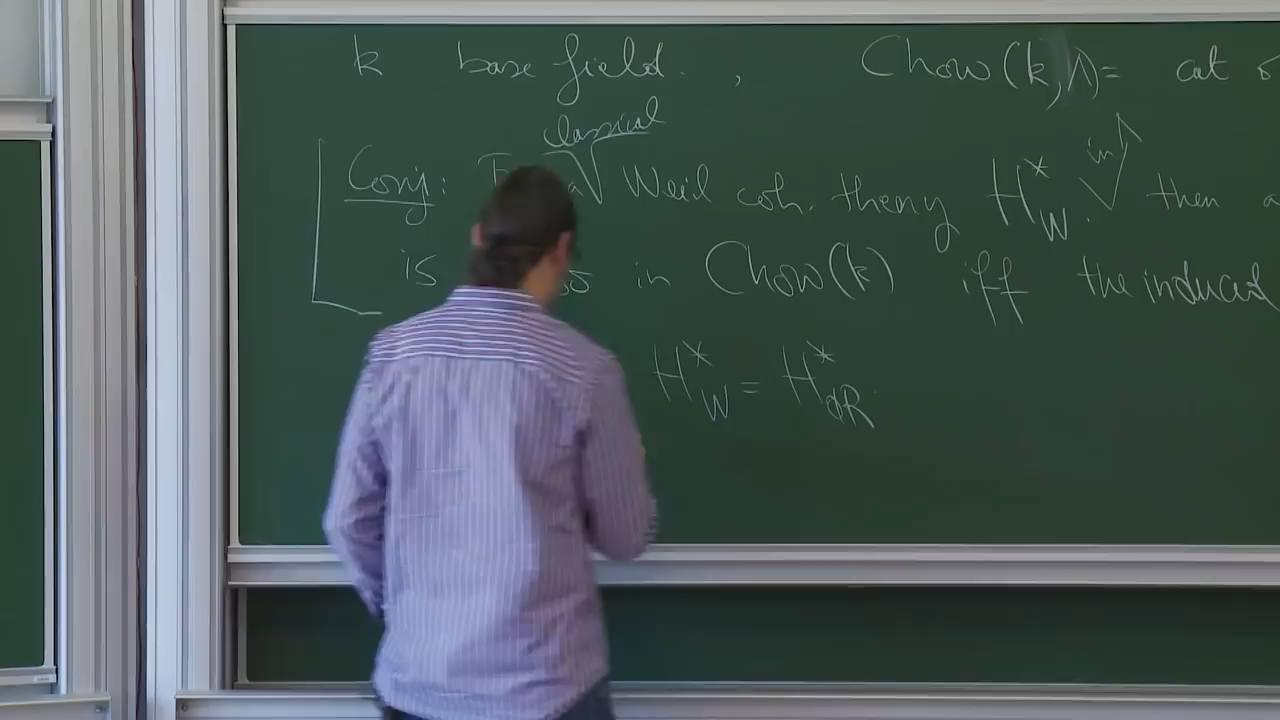 k base field. , Chow(k,Λ)= cat
classical
Conj: a Weil coh. theory H*_W. in Λ then
is in Chow(k) iff the induced
H*_W = H*_dR